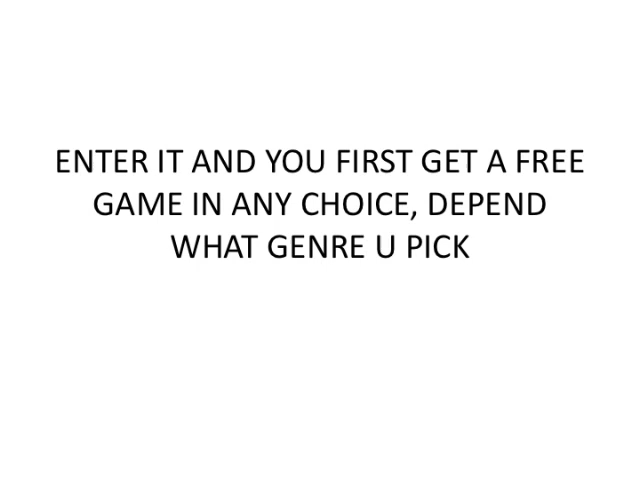 ENTER IT AND YOU FIRST GET A FREE
GAME IN ANY CHOICE, DEPEND
WHAT GENRE U PICK